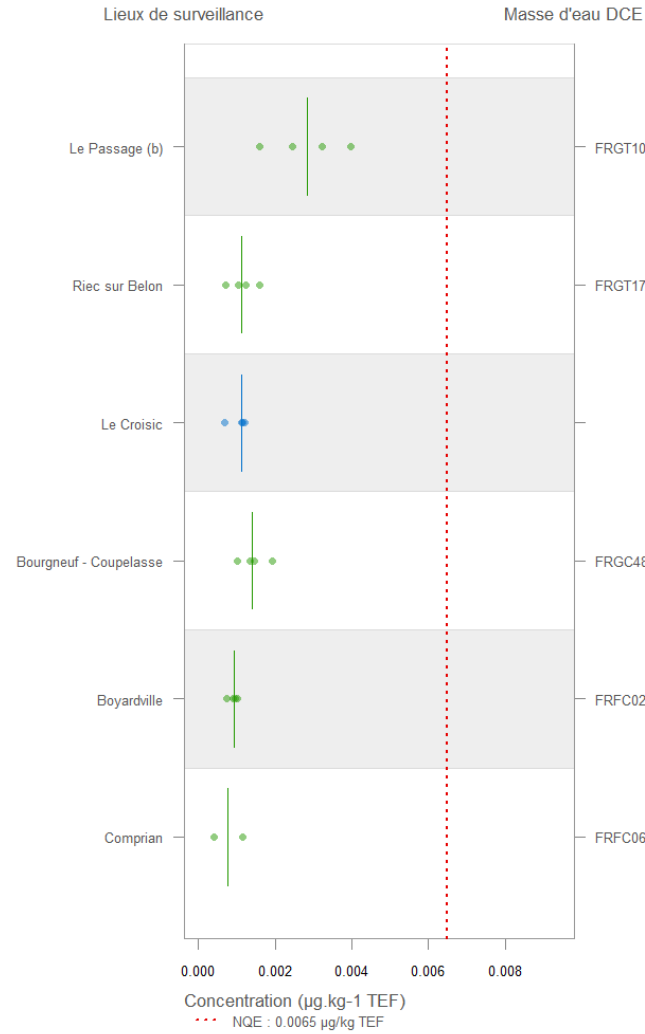 Lieux de surveillance
Masse d'eau DCE
Le Passage (b)
FRGT10
Riec sur Belon
FRGT17
Le Croisic
Bourgneuf - Coupelasse
FRGC48
Boyardville
FRFC02
Comprian
FRFC06
0.000 0.002 0.004 0.006 0.008
Concentration (µg.kg-1 TEF)
NQE : 0.0065 µg/kg TEF